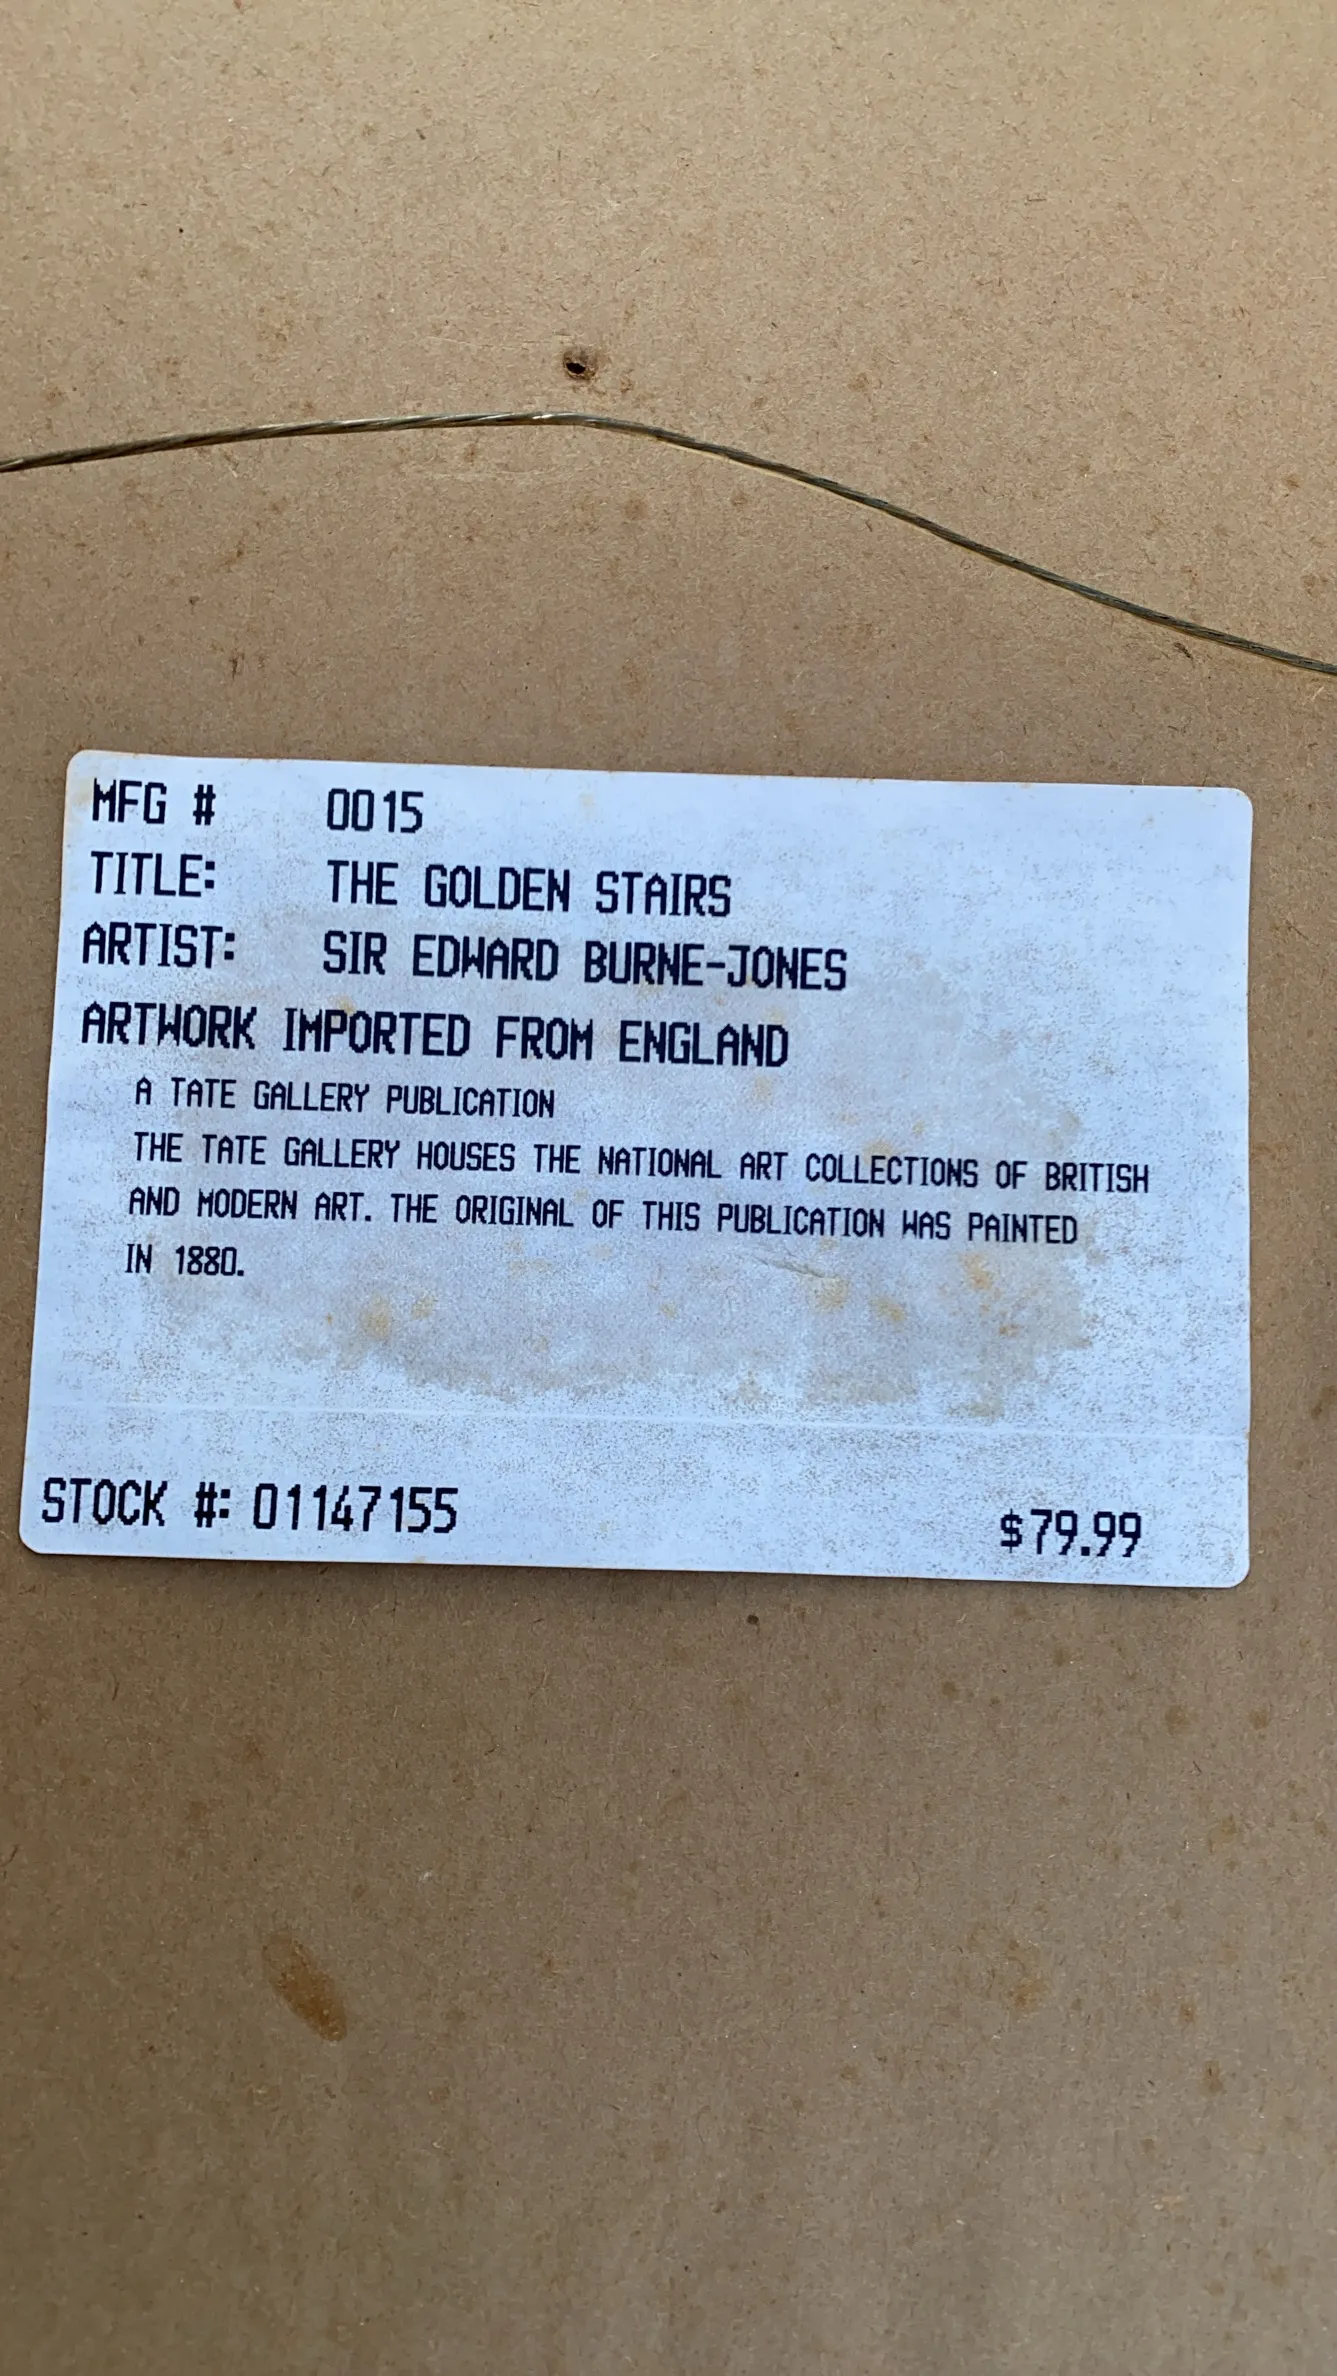 MFG # 0015
TITLE: THE GOLDEN STAIRS
ARTIST: SIR EDWARD BURNE-JONES
ARTWORK IMPORTED FROM ENGLAND
A TATE GALLERY PUBLICATION
THE TATE GALLERY HOUSES THE NATIONAL ART COLLECTIONS OF BRITISH
AND MODERN ART. THE ORIGINAL OF THIS PUBLICATION WAS PAINTED
IN 1880.
STOCK #: 01147155 $79.99